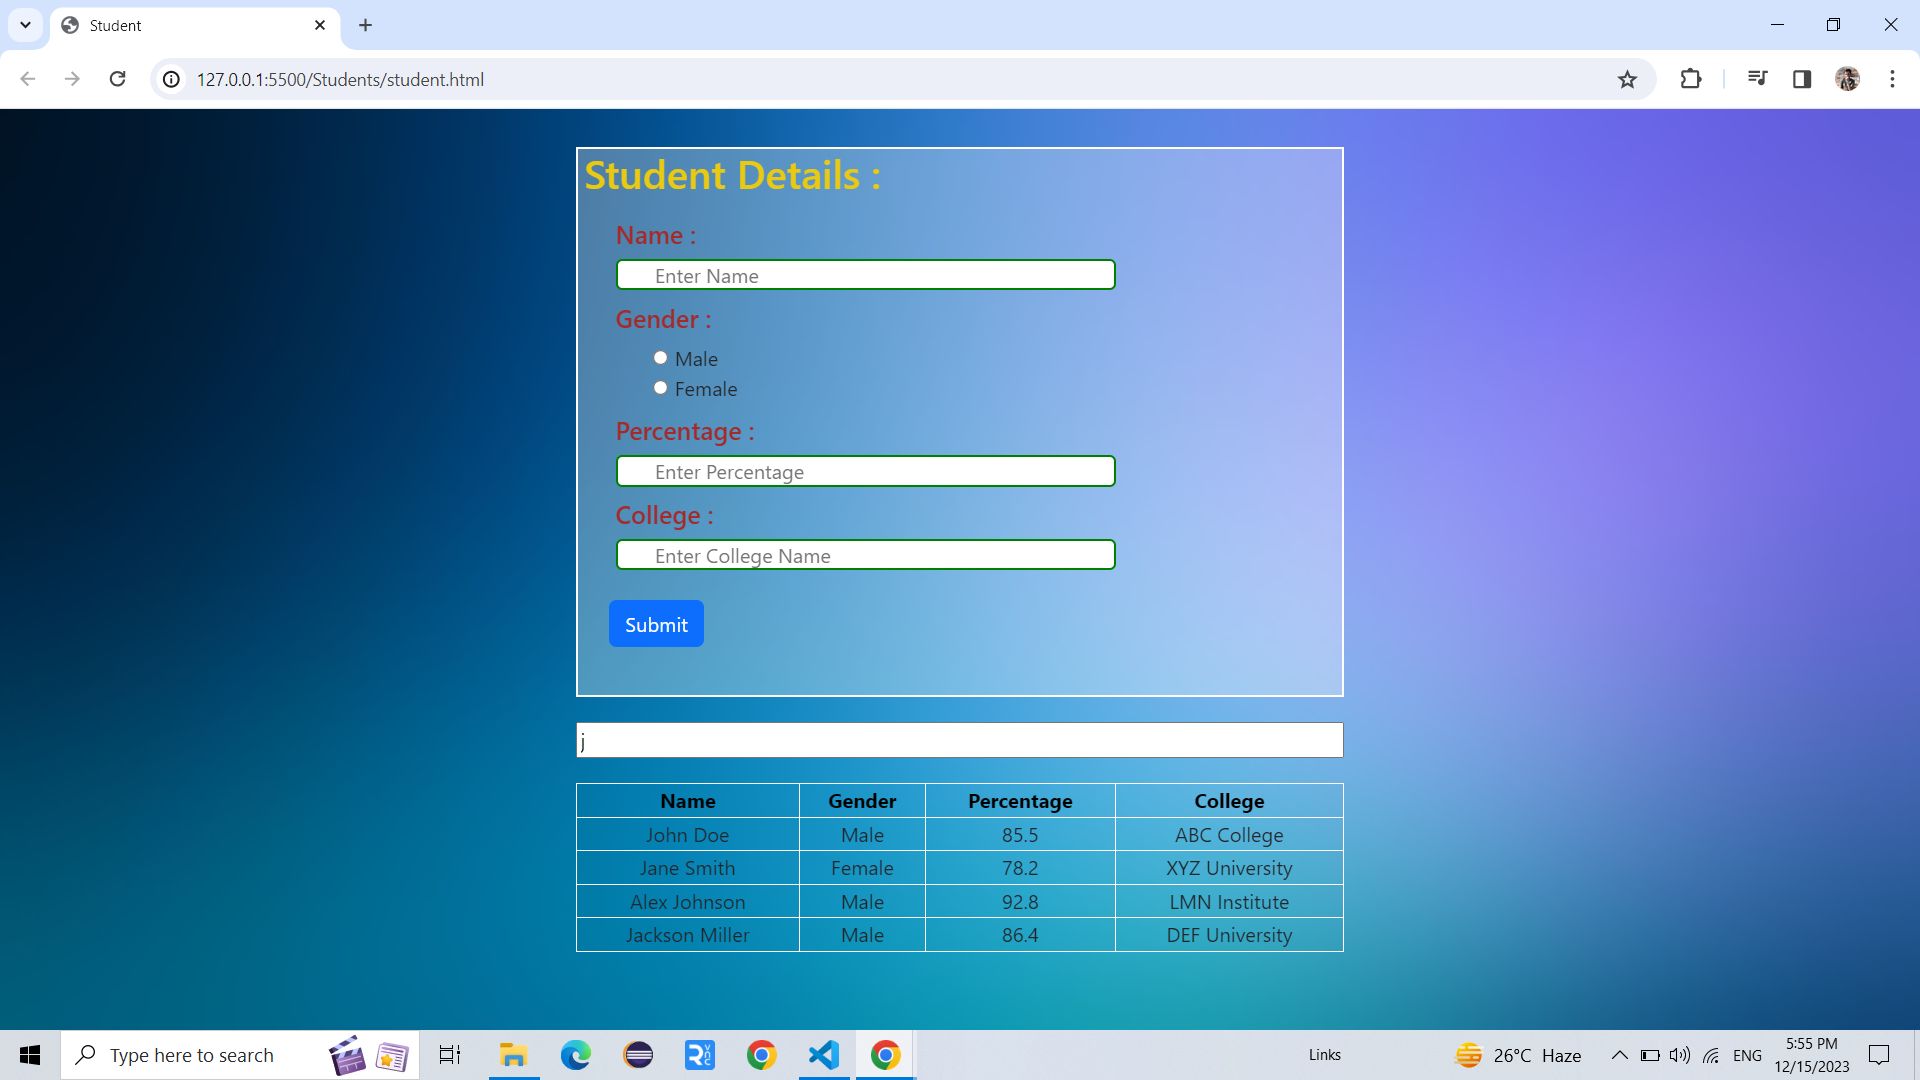 Student
127.0.0.1:5500/Students/student.html
Student Details :
Name :
Enter Name
Gender :
Male
Female
Percentage :
Enter Percentage
College :
Enter College Name
Submit
j
Name Gender Percentage College
John Doe Male 85.5 ABC College
Jane Smith Female 78.2 XYZ University
Alex Johnson Male 92.8 LMN Institute
Jackson Miller Male 86.4 DEF University
Type here to search
Links
26°C Haze
ENG
5:55 PM
12/15/2023